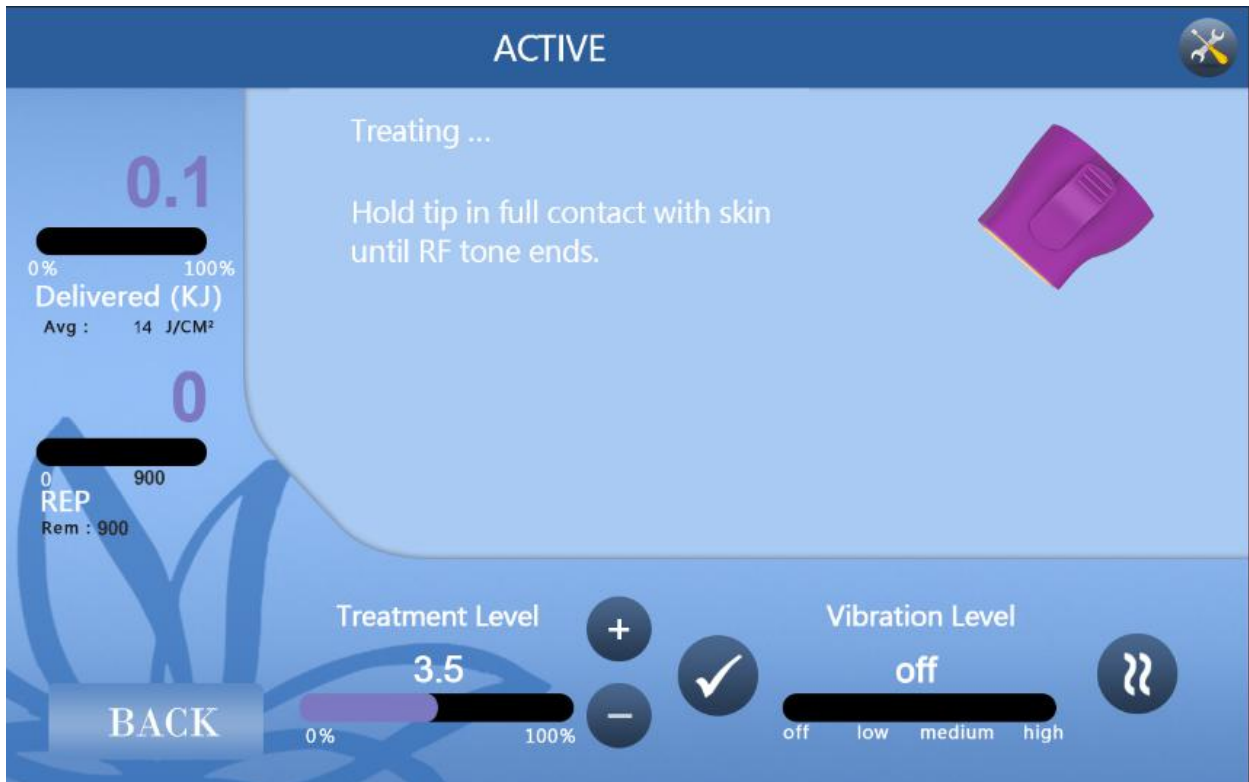 ACTIVE
Treating ...
Hold tip in full contact with skin
until RF tone ends.
0.1
0% 100%
Delivered (KJ)
Avg : 14 J/CM²
0
0 900
REP
Rem : 900
Treatment Level
3.5
0% 100%
+
−
Vibration Level
off
off low medium high
BACK